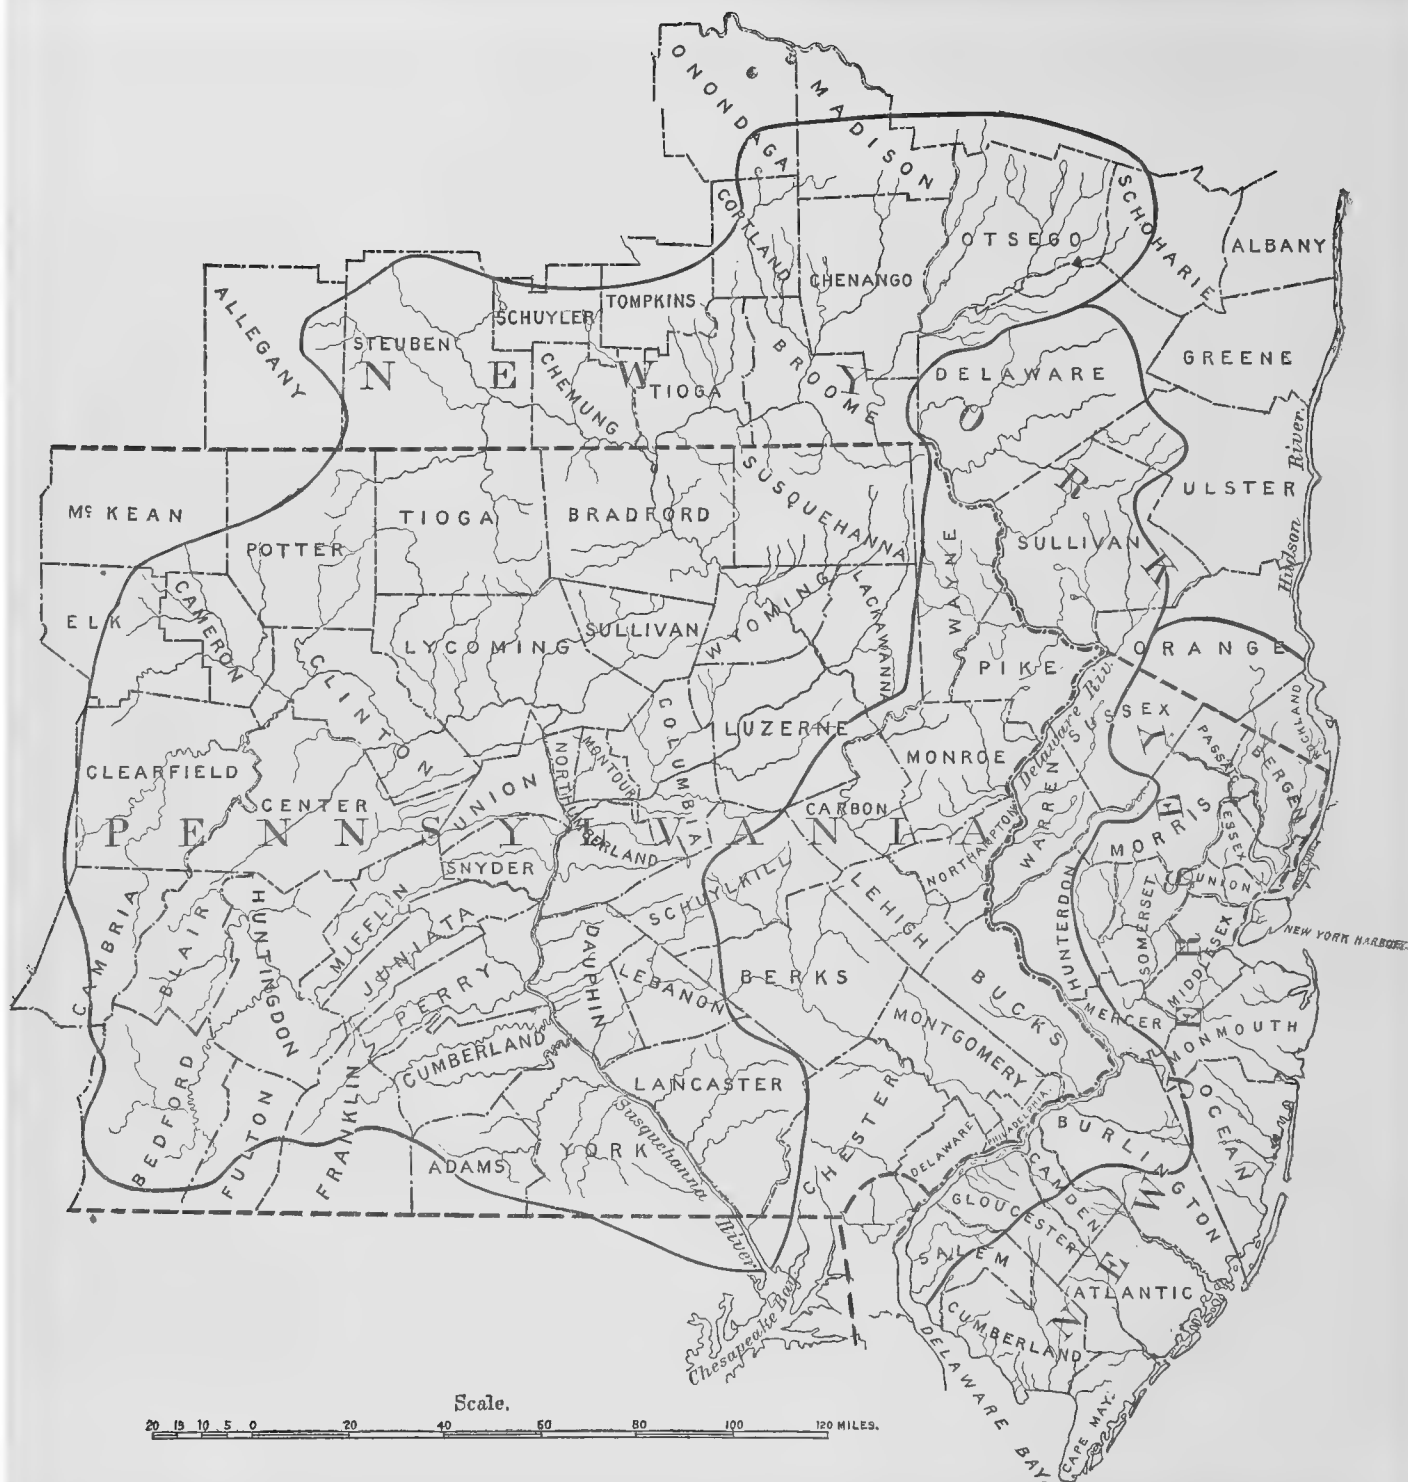 ONONDAGA
MADISON
CORTLAND
CHENANGO
OTSEGO
SCHOHARIE
ALBANY
ALLEGANY
STEUBEN
SCHUYLER
TOMPKINS
CHEMUNG
TIOGA
BROOME
DELAWARE
GREENE
NEW YORK
ULSTER
SULLIVAN
Hudson River.
ORANGE
ROCKLAND
Mc KEAN
POTTER
TIOGA
BRADFORD
SUSQUEHANNA
WAYNE
ELK
CAMERON
CLINTON
LYCOMING
SULLIVAN
WYOMING
LACKAWANNA
PIKE
Delaware Riv.
SUSSEX
PASSAIC
BERGEN
CLEARFIELD
CENTER
UNION
NORTHUMBERLAND
MONTOUR
COLUMBIA
LUZERNE
MONROE
CARBON
WARREN
MORRIS
ESSEX
UNION
PENNSYLVANIA
NEW JERSEY
SNYDER
NORTHAMPTON
CAMBRIA
BLAIR
HUNTINGDON
MIFFLIN
JUNIATA
PERRY
DAUPHIN
SCHUYLKILL
LEHIGH
HUNTERDON
SOMERSET
MIDDLESEX
NEW YORK HARBOR.
LEBANON
BERKS
BUCKS
MERCER
MONMOUTH
BEDFORD
FULTON
FRANKLIN
CUMBERLAND
LANCASTER
MONTGOMERY
PHILADELPHIA
OCEAN
ADAMS
YORK
Susquehanna River
CHESTER
DELAWARE
BURLINGTON
CAMDEN
GLOUCESTER
SALEM
ATLANTIC
CUMBERLAND
Chesapeake Bay.
DELAWARE BAY
CAPE MAY.
Scale.
20 15 10 5 0 20 40 60 80 100 120 MILES.